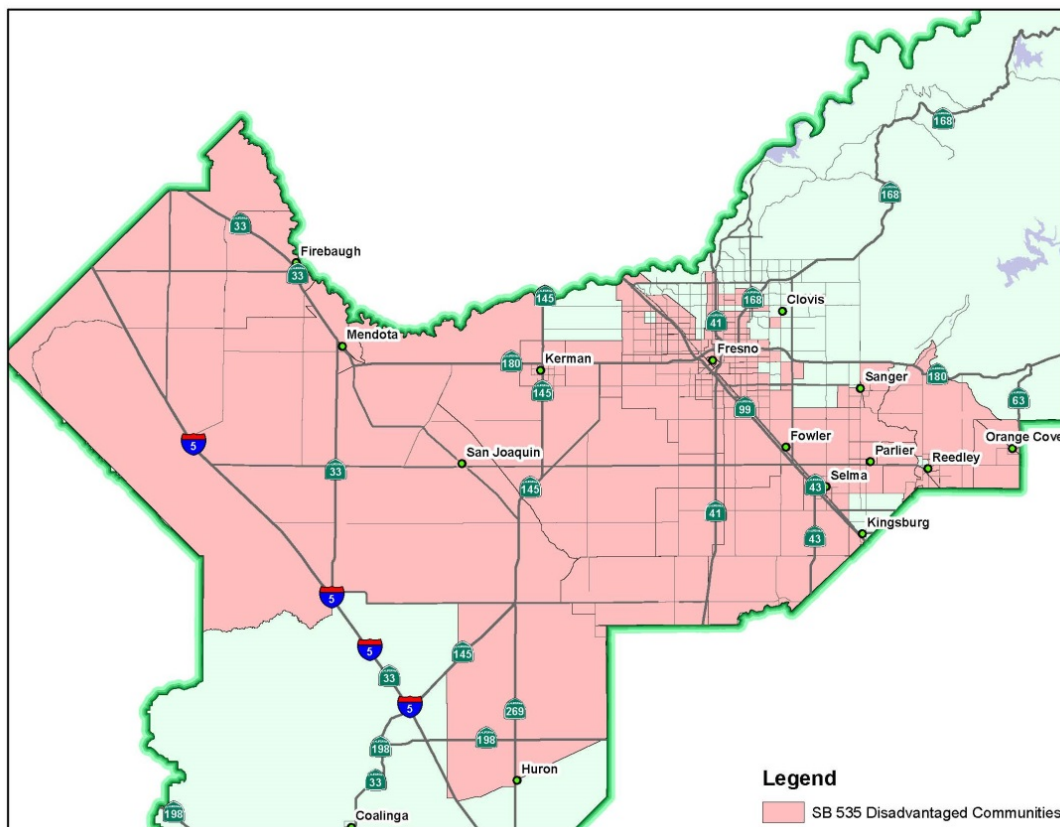 168
168
33
Firebaugh
33
145
168
Clovis
41
Mendota
Fresno
180
Kerman
180
Sanger
145
63
99
Fowler
Orange Cove
5
San Joaquin
Parlier
Reedley
33
Selma
145
43
41
Kingsburg
43
5
5
145
33
5
269
198
198
Huron
33
Legend
198
Coalinga
SB 535 Disadvantaged Communities